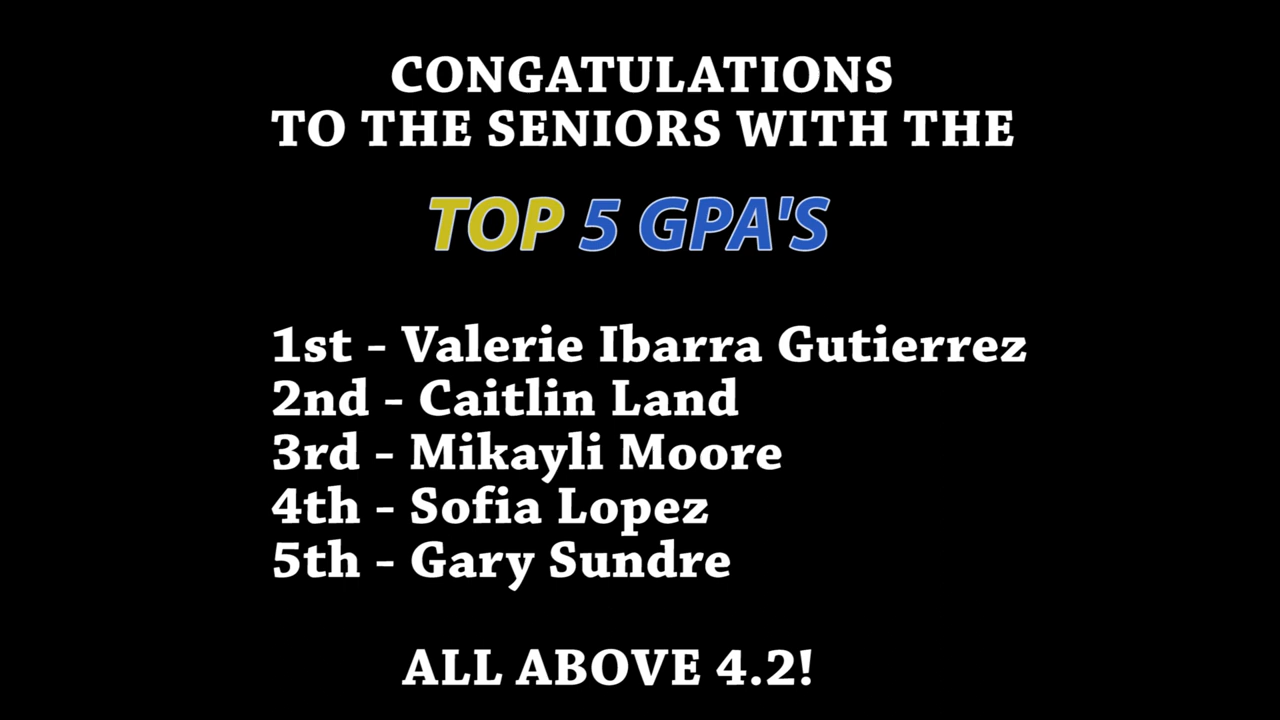 CONGATULATIONS
TO THE SENIORS WITH THE
TOP 5 GPA'S
1st - Valerie Ibarra Gutierrez
2nd - Caitlin Land
3rd - Mikayli Moore
4th - Sofia Lopez
5th - Gary Sundre
ALL ABOVE 4.2!